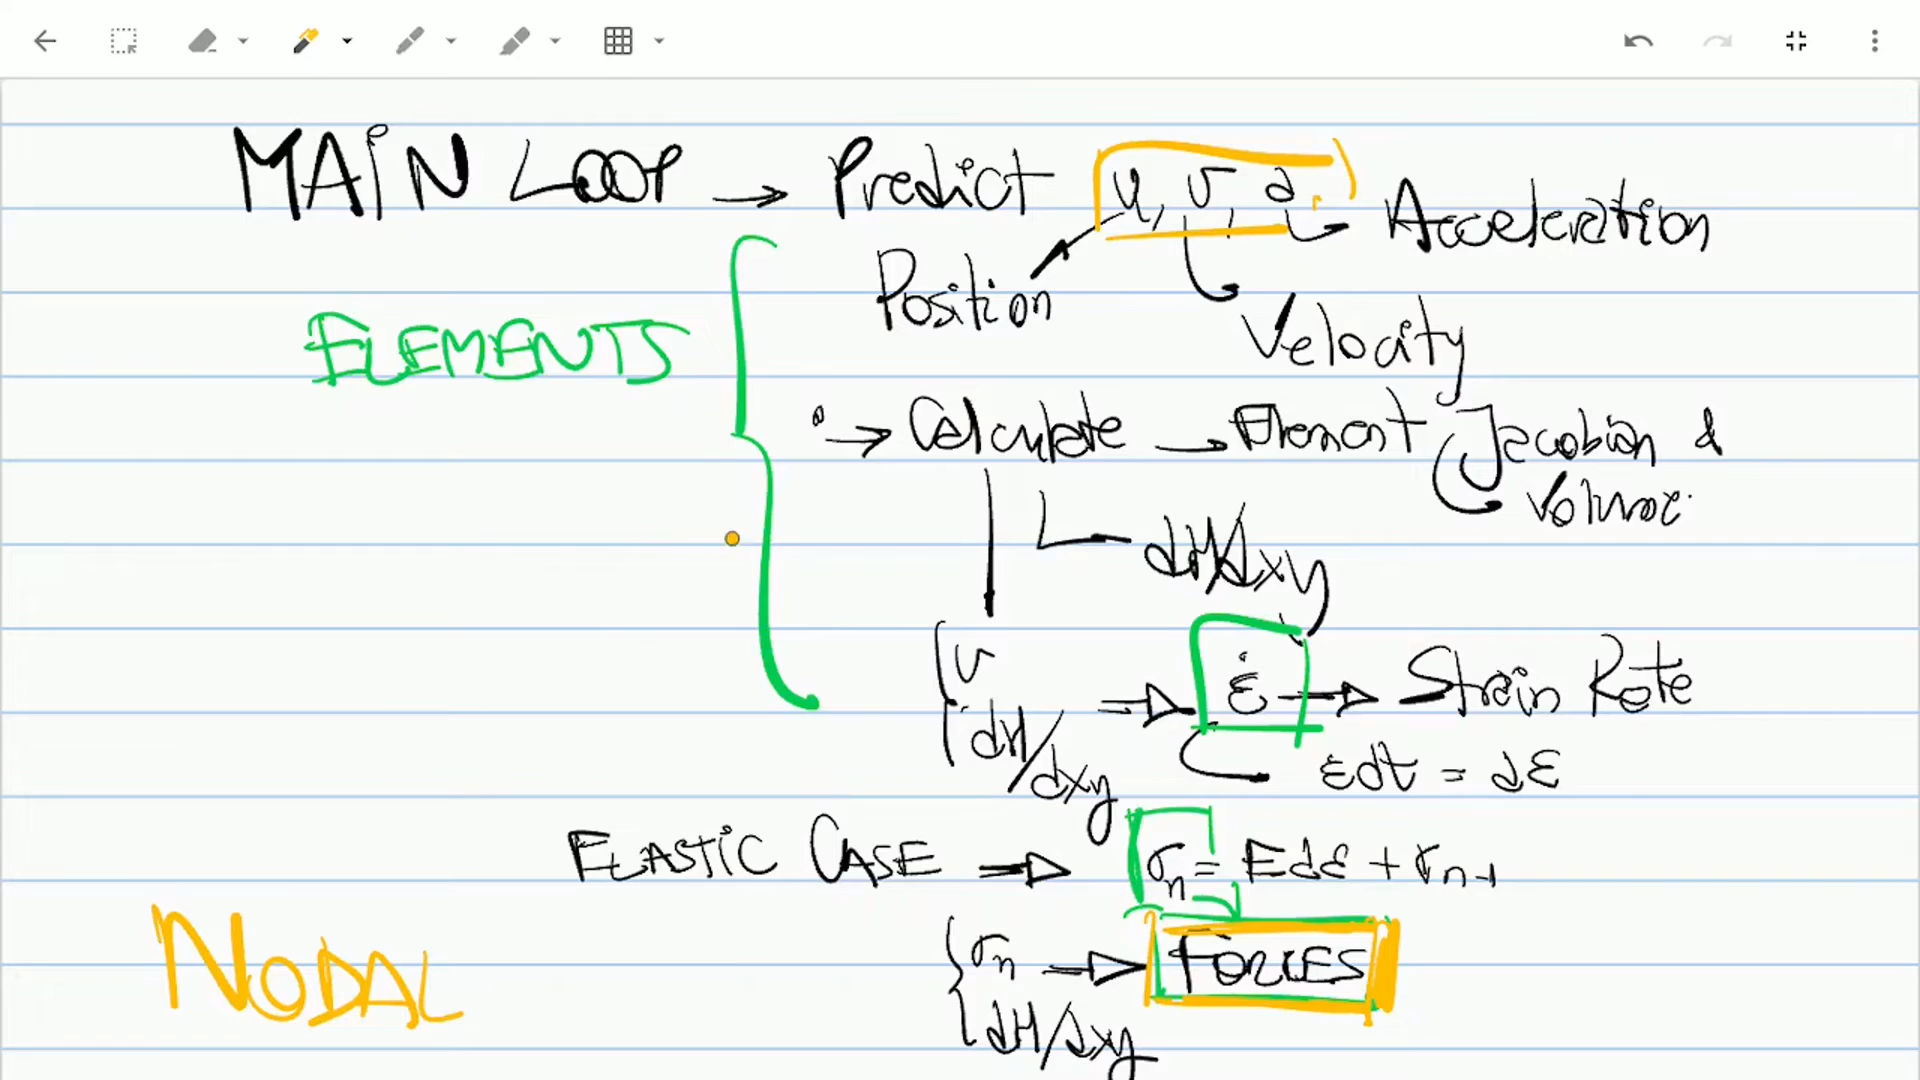 MAIN LOOP → Predict u, v, a
Acceleration
Position
Velocity
ELEMENTS
→ Calculate → Element Jacobian &
Volume
dH/dxy
v
dH/dxy
⇒ ε̇ → Strain Rate
εdt = dε
ELASTIC CASE ⇒ σn = Edε + σn-1
σn → FORCES
dH/dxy
NODAL